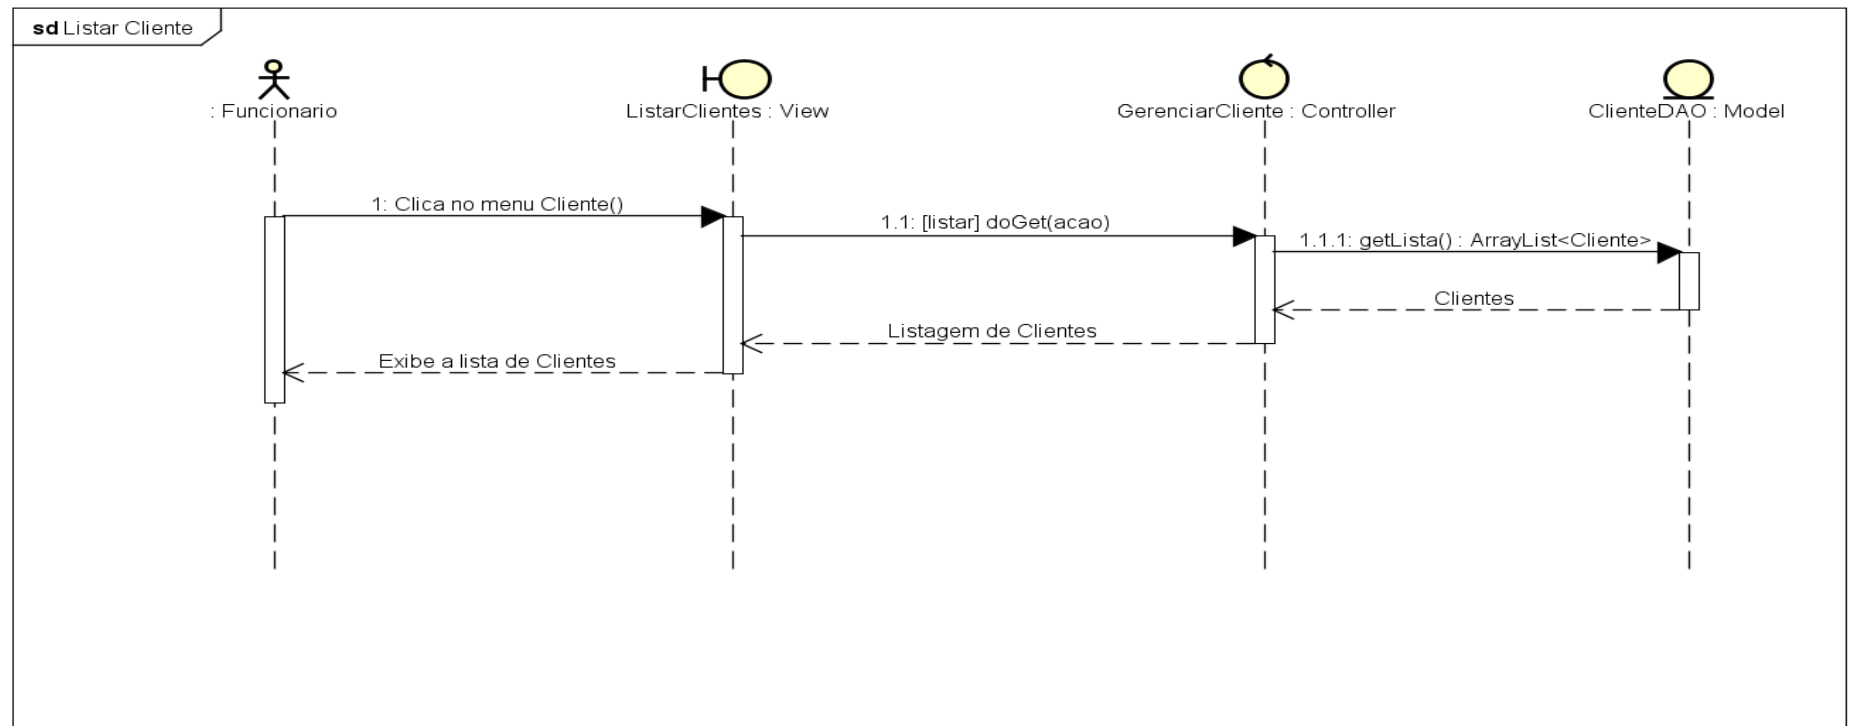 sd Listar Cliente
: Funcionario
ListarClientes : View
GerenciarCliente : Controller
ClienteDAO : Model
1: Clica no menu Cliente()
1.1: [listar] doGet(acao)
1.1.1: getLista() : ArrayList<Cliente>
Clientes
Listagem de Clientes
Exibe a lista de Clientes